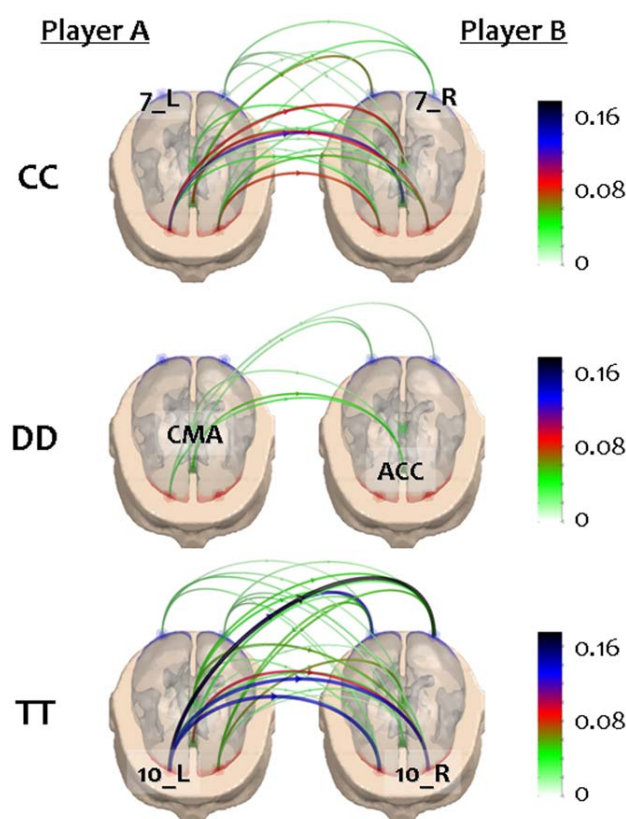 Player A
Player B
7_L
7_R
CC
0.16
0.08
0
DD
CMA
ACC
0.16
0.08
0
TT
10_L
10_R
0.16
0.08
0